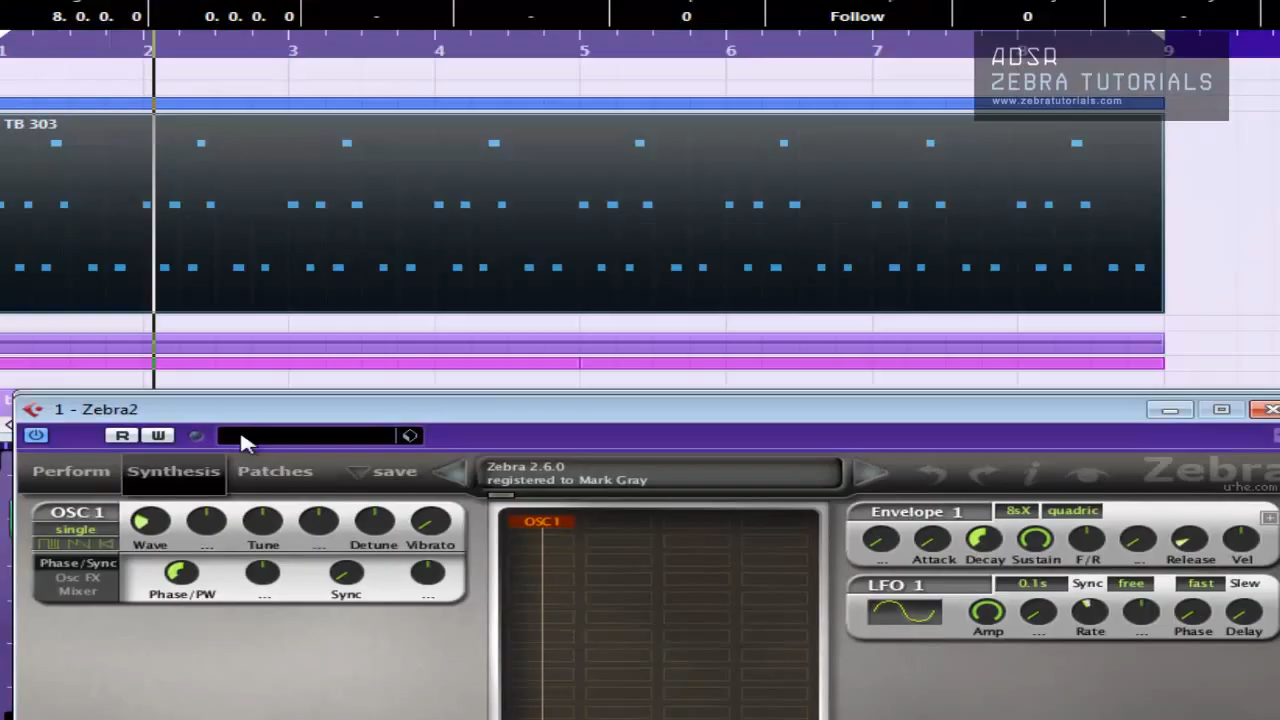 8. 0. 0. 0
0. 0. 0. 0
-
-
0
Follow
0
-
1 2 3 4 5 6 7 8 9
ADSR
ZEBRA TUTORIALS
www.zebratutorials.com
TB 303
1 - Zebra2
R W
Perform Synthesis Patches save
Zebra 2.6.0
registered to Mark Gray
Zebra
u-he.com
OSC 1
single
Wave ... Tune ... Detune Vibrato
Phase/Sync
Osc FX
Mixer
Phase/PW ... Sync ...
OSC1
Envelope 1 8sX quadric
... Attack Decay Sustain F/R ... Release Vel
LFO 1 0.1s Sync free fast Slew
Amp ... Rate ... Phase Delay